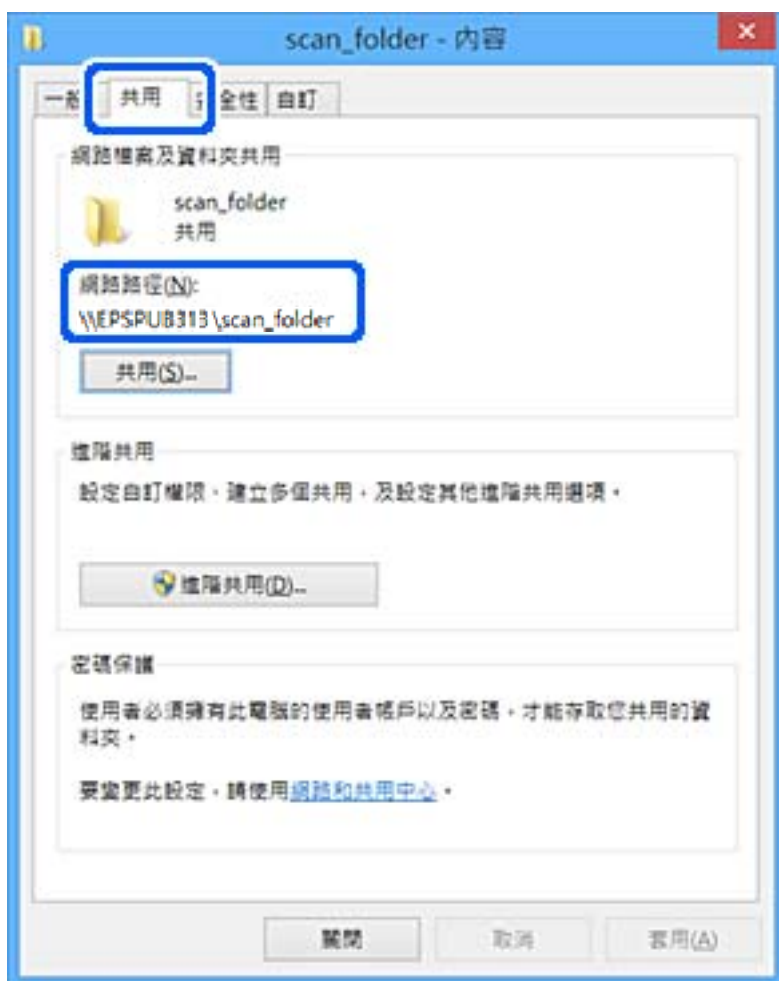 scan_folder - 內容
一般 共用 安全性 自訂
網路檔案及資料夾共用
scan_folder
共用
網路路徑(N):
\\EPSPUB313\scan_folder
共用(S)...
進階共用
設定自訂權限、建立多個共用，及設定其他進階共用選項。
進階共用(D)...
密碼保護
使用者必須擁有此電腦的使用者帳戶以及密碼，才能存取您共用的資
料夾。
要變更此設定，請使用網路和共用中心。
關閉 取消 套用(A)